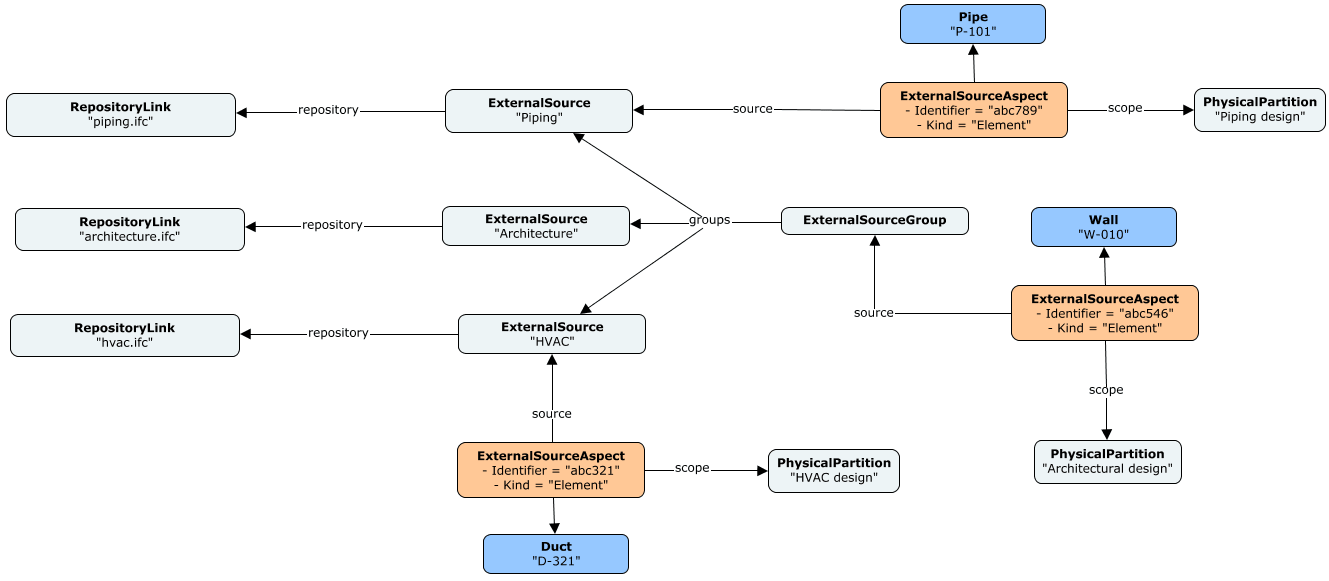 Pipe
"P-101"
RepositoryLink
"piping.ifc"
repository
ExternalSource
"Piping"
source
ExternalSourceAspect
- Identifier = "abc789"
- Kind = "Element"
scope
PhysicalPartition
"Piping design"
RepositoryLink
"architecture.ifc"
repository
ExternalSource
"Architecture"
groups
ExternalSourceGroup
Wall
"W-010"
source
ExternalSourceAspect
- Identifier = "abc546"
- Kind = "Element"
RepositoryLink
"hvac.ifc"
repository
ExternalSource
"HVAC"
scope
source
ExternalSourceAspect
- Identifier = "abc321"
- Kind = "Element"
scope
PhysicalPartition
"HVAC design"
PhysicalPartition
"Architectural design"
Duct
"D-321"